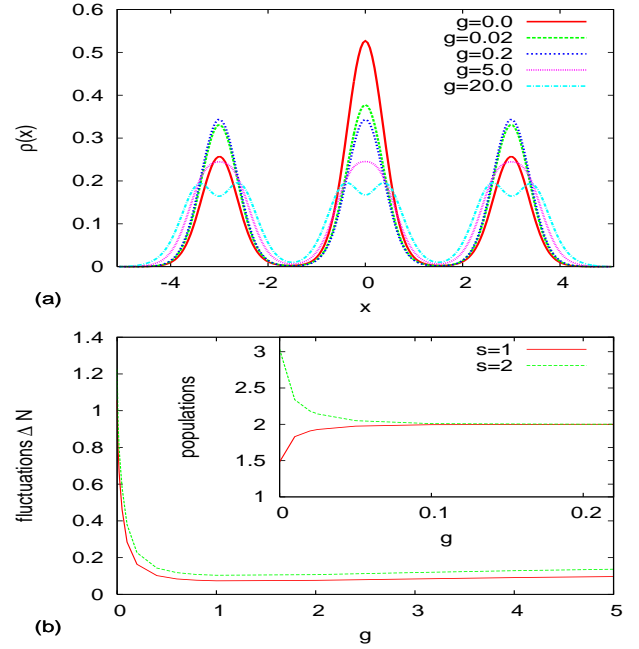 0.6
0.5
0.4
0.3
0.2
0.1
0
ρ(x)
g=0.0
g=0.02
g=0.2
g=5.0
g=20.0
-4 -2 0 2 4
(a) x
1.4
1.2
1
0.8
0.6
0.4
0.2
0
fluctuations Δ N
3
2.5
2
1.5
1
populations
s=1
s=2
0 0.1 0.2
g
0 1 2 3 4 5
(b) g